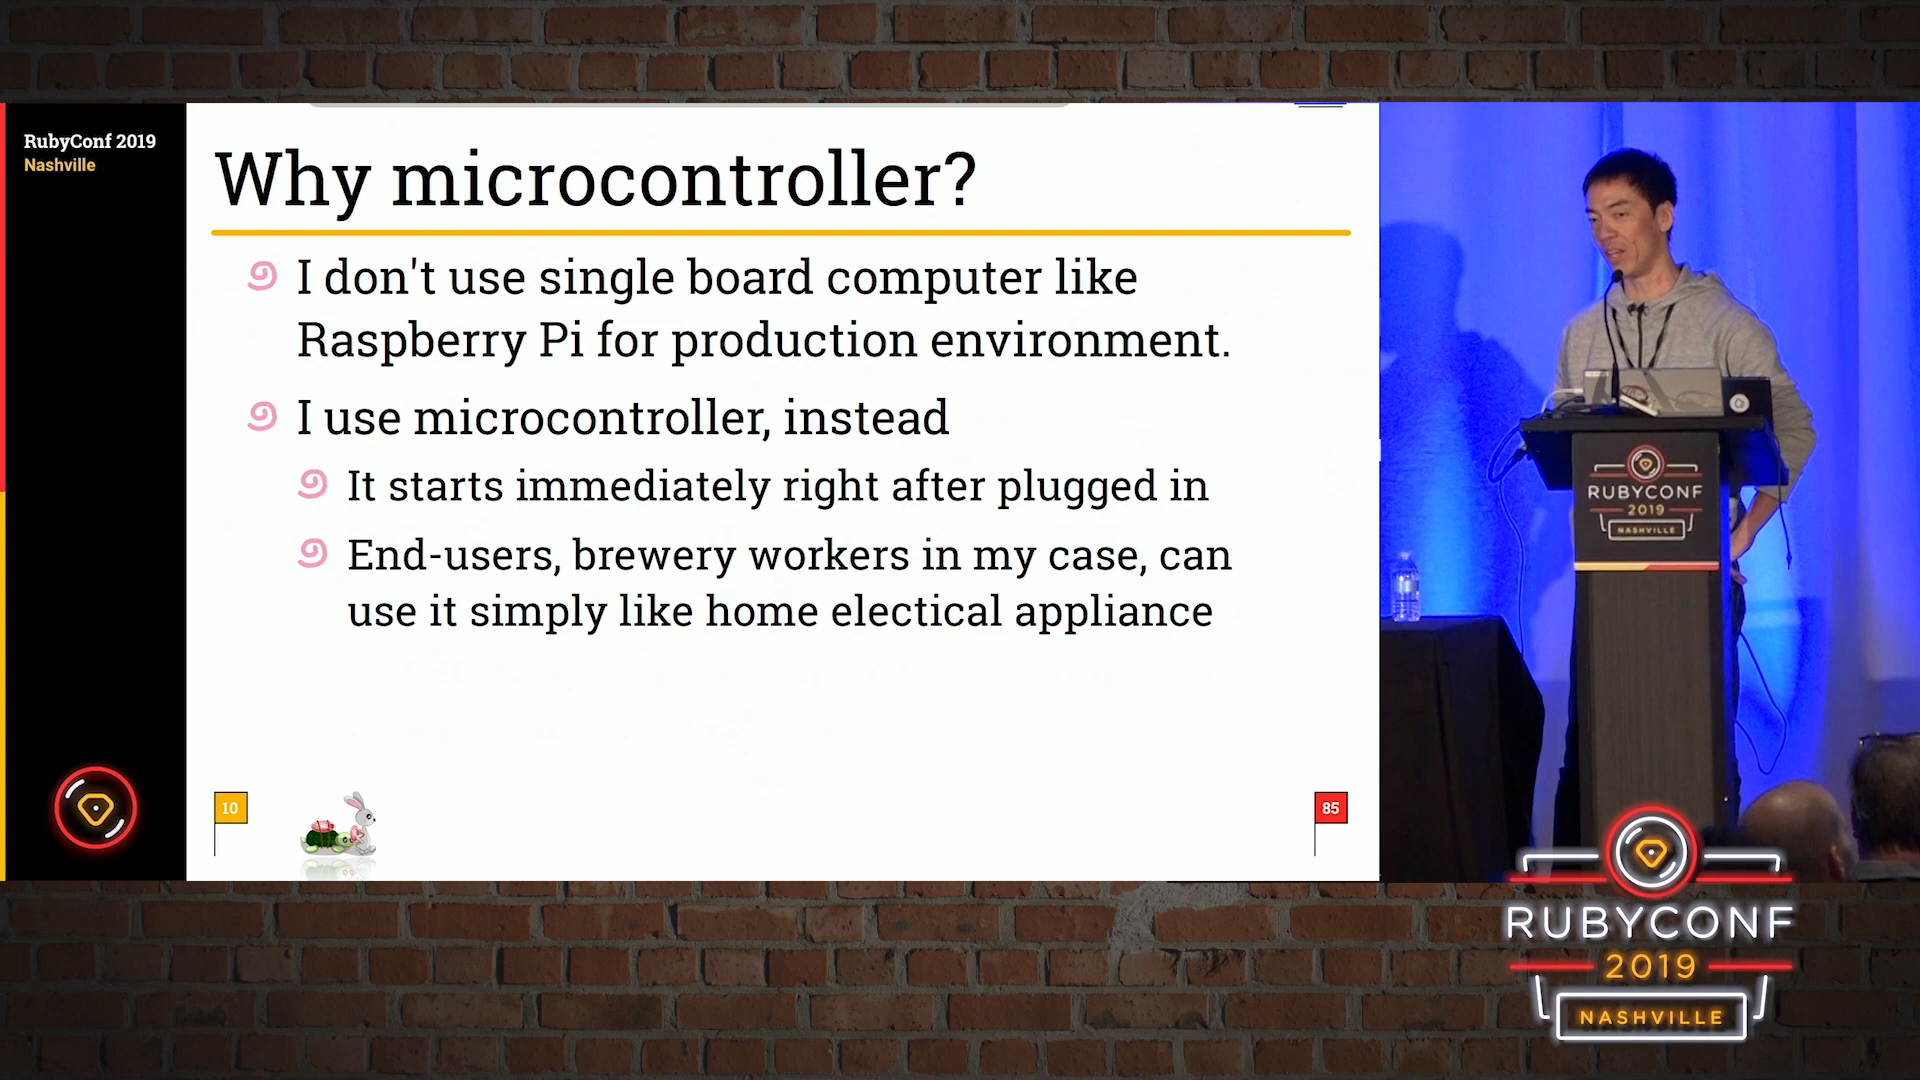 RubyConf 2019
Nashville
Why microcontroller?
I don't use single board computer like
Raspberry Pi for production environment.
I use microcontroller, instead
It starts immediately right after plugged in
End-users, brewery workers in my case, can
use it simply like home electical appliance
10
85
RUBYCONF
2019
NASHVILLE
RUBYCONF
2019
NASHVILLE